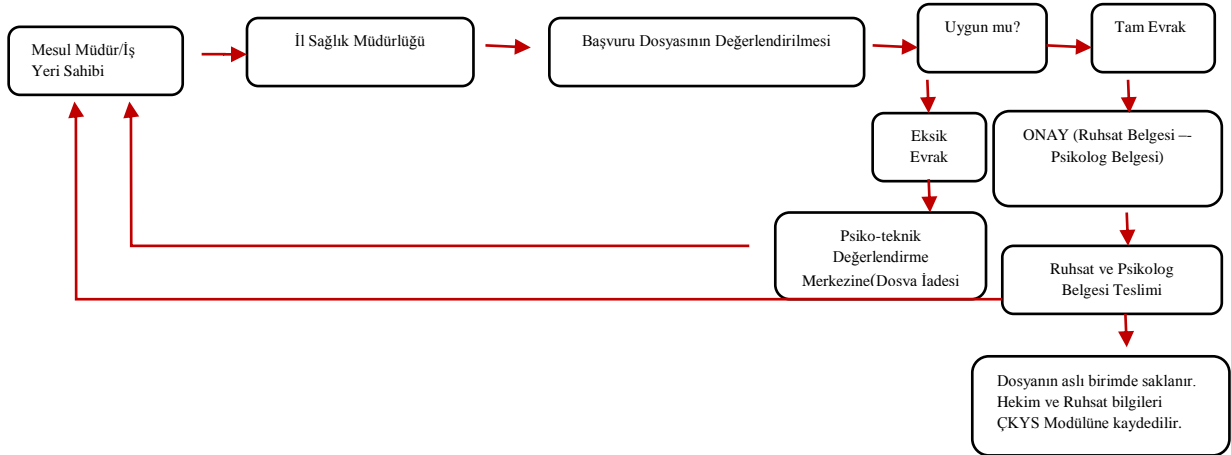 Mesul Müdür/İş
Yeri Sahibi
İl Sağlık Müdürlüğü
Başvuru Dosyasının Değerlendirilmesi
Uygun mu?
Tam Evrak
Eksik
Evrak
ONAY (Ruhsat Belgesi –-
Psikolog Belgesi)
Psiko-teknik
Değerlendirme
Merkezine(Dosya İadesi
Ruhsat ve Psikolog
Belgesi Teslimi
Dosyanın aslı birimde saklanır.
Hekim ve Ruhsat bilgileri
ÇKYS Modülüne kaydedilir.